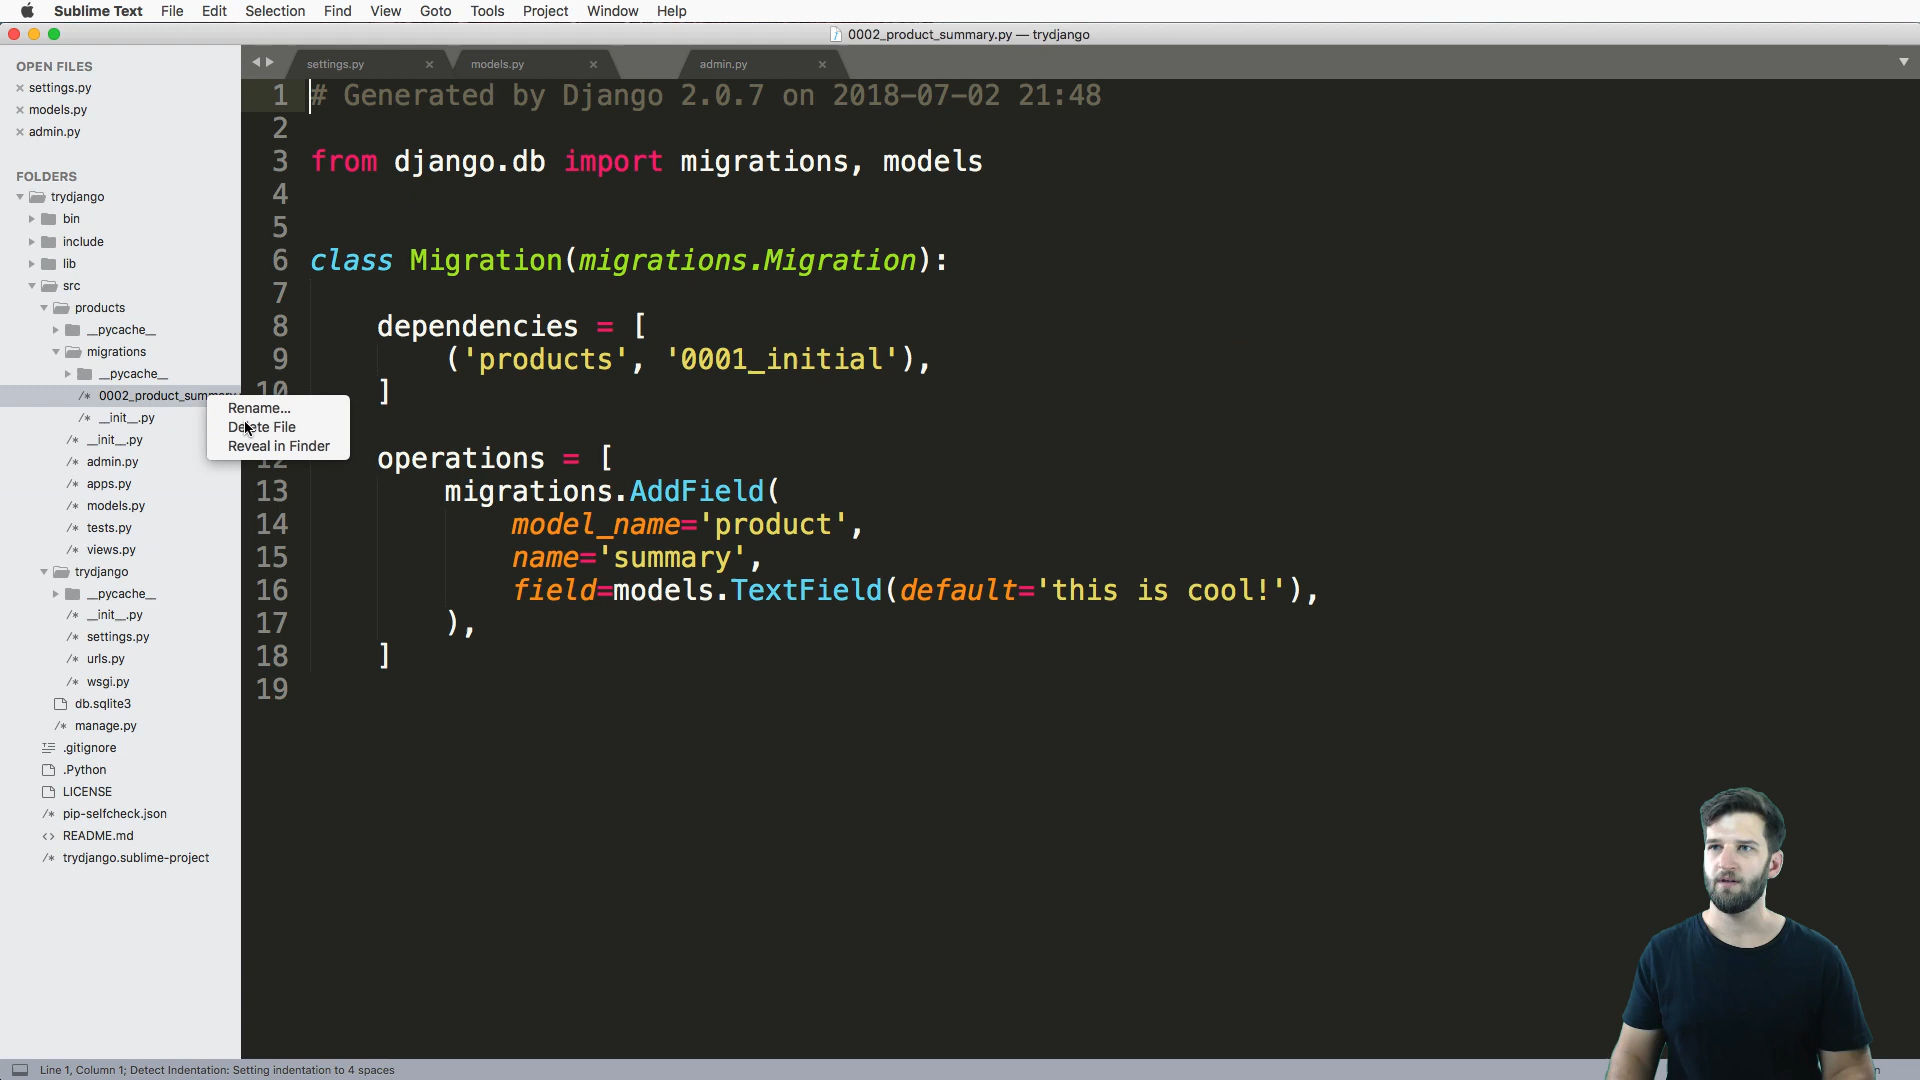 Sublime Text File Edit Selection Find View Goto Tools Project Window Help
0002_product_summary.py — trydjango
OPEN FILES
settings.py
models.py
admin.py
FOLDERS
trydjango
bin
include
lib
src
products
__pycache__
migrations
__pycache__
0002_product_summary
__init__.py
__init__.py
admin.py
apps.py
models.py
tests.py
views.py
trydjango
__pycache__
__init__.py
settings.py
urls.py
wsgi.py
db.sqlite3
manage.py
.gitignore
.Python
LICENSE
pip-selfcheck.json
README.md
trydjango.sublime-project
Rename...
Delete File
Reveal in Finder
settings.py models.py admin.py
1 # Generated by Django 2.0.7 on 2018-07-02 21:48
2
3 from django.db import migrations, models
4
5
6 class Migration(migrations.Migration):
7
8 dependencies = [
9 ('products', '0001_initial'),
10 ]
12 operations = [
13 migrations.AddField(
14 model_name='product',
15 name='summary',
16 field=models.TextField(default='this is cool!'),
17 ),
18 ]
19
Line 1, Column 1; Detect Indentation: Setting indentation to 4 spaces